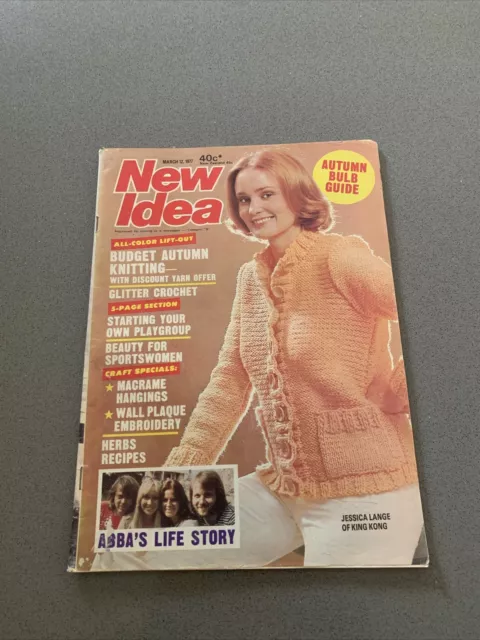 MARCH 12, 1977 40c*
New
Idea
AUTUMN
BULB
GUIDE
ALL-COLOR LIFT-OUT
BUDGET AUTUMN
KNITTING—
WITH DISCOUNT YARN OFFER
GLITTER CROCHET
5-PAGE SECTION
STARTING YOUR
OWN PLAYGROUP
BEAUTY FOR
SPORTSWOMEN
CRAFT SPECIALS:
★ MACRAME
HANGINGS
★ WALL PLAQUE
EMBROIDERY
HERBS
RECIPES
ABBA'S LIFE STORY
JESSICA LANGE
OF KING KONG